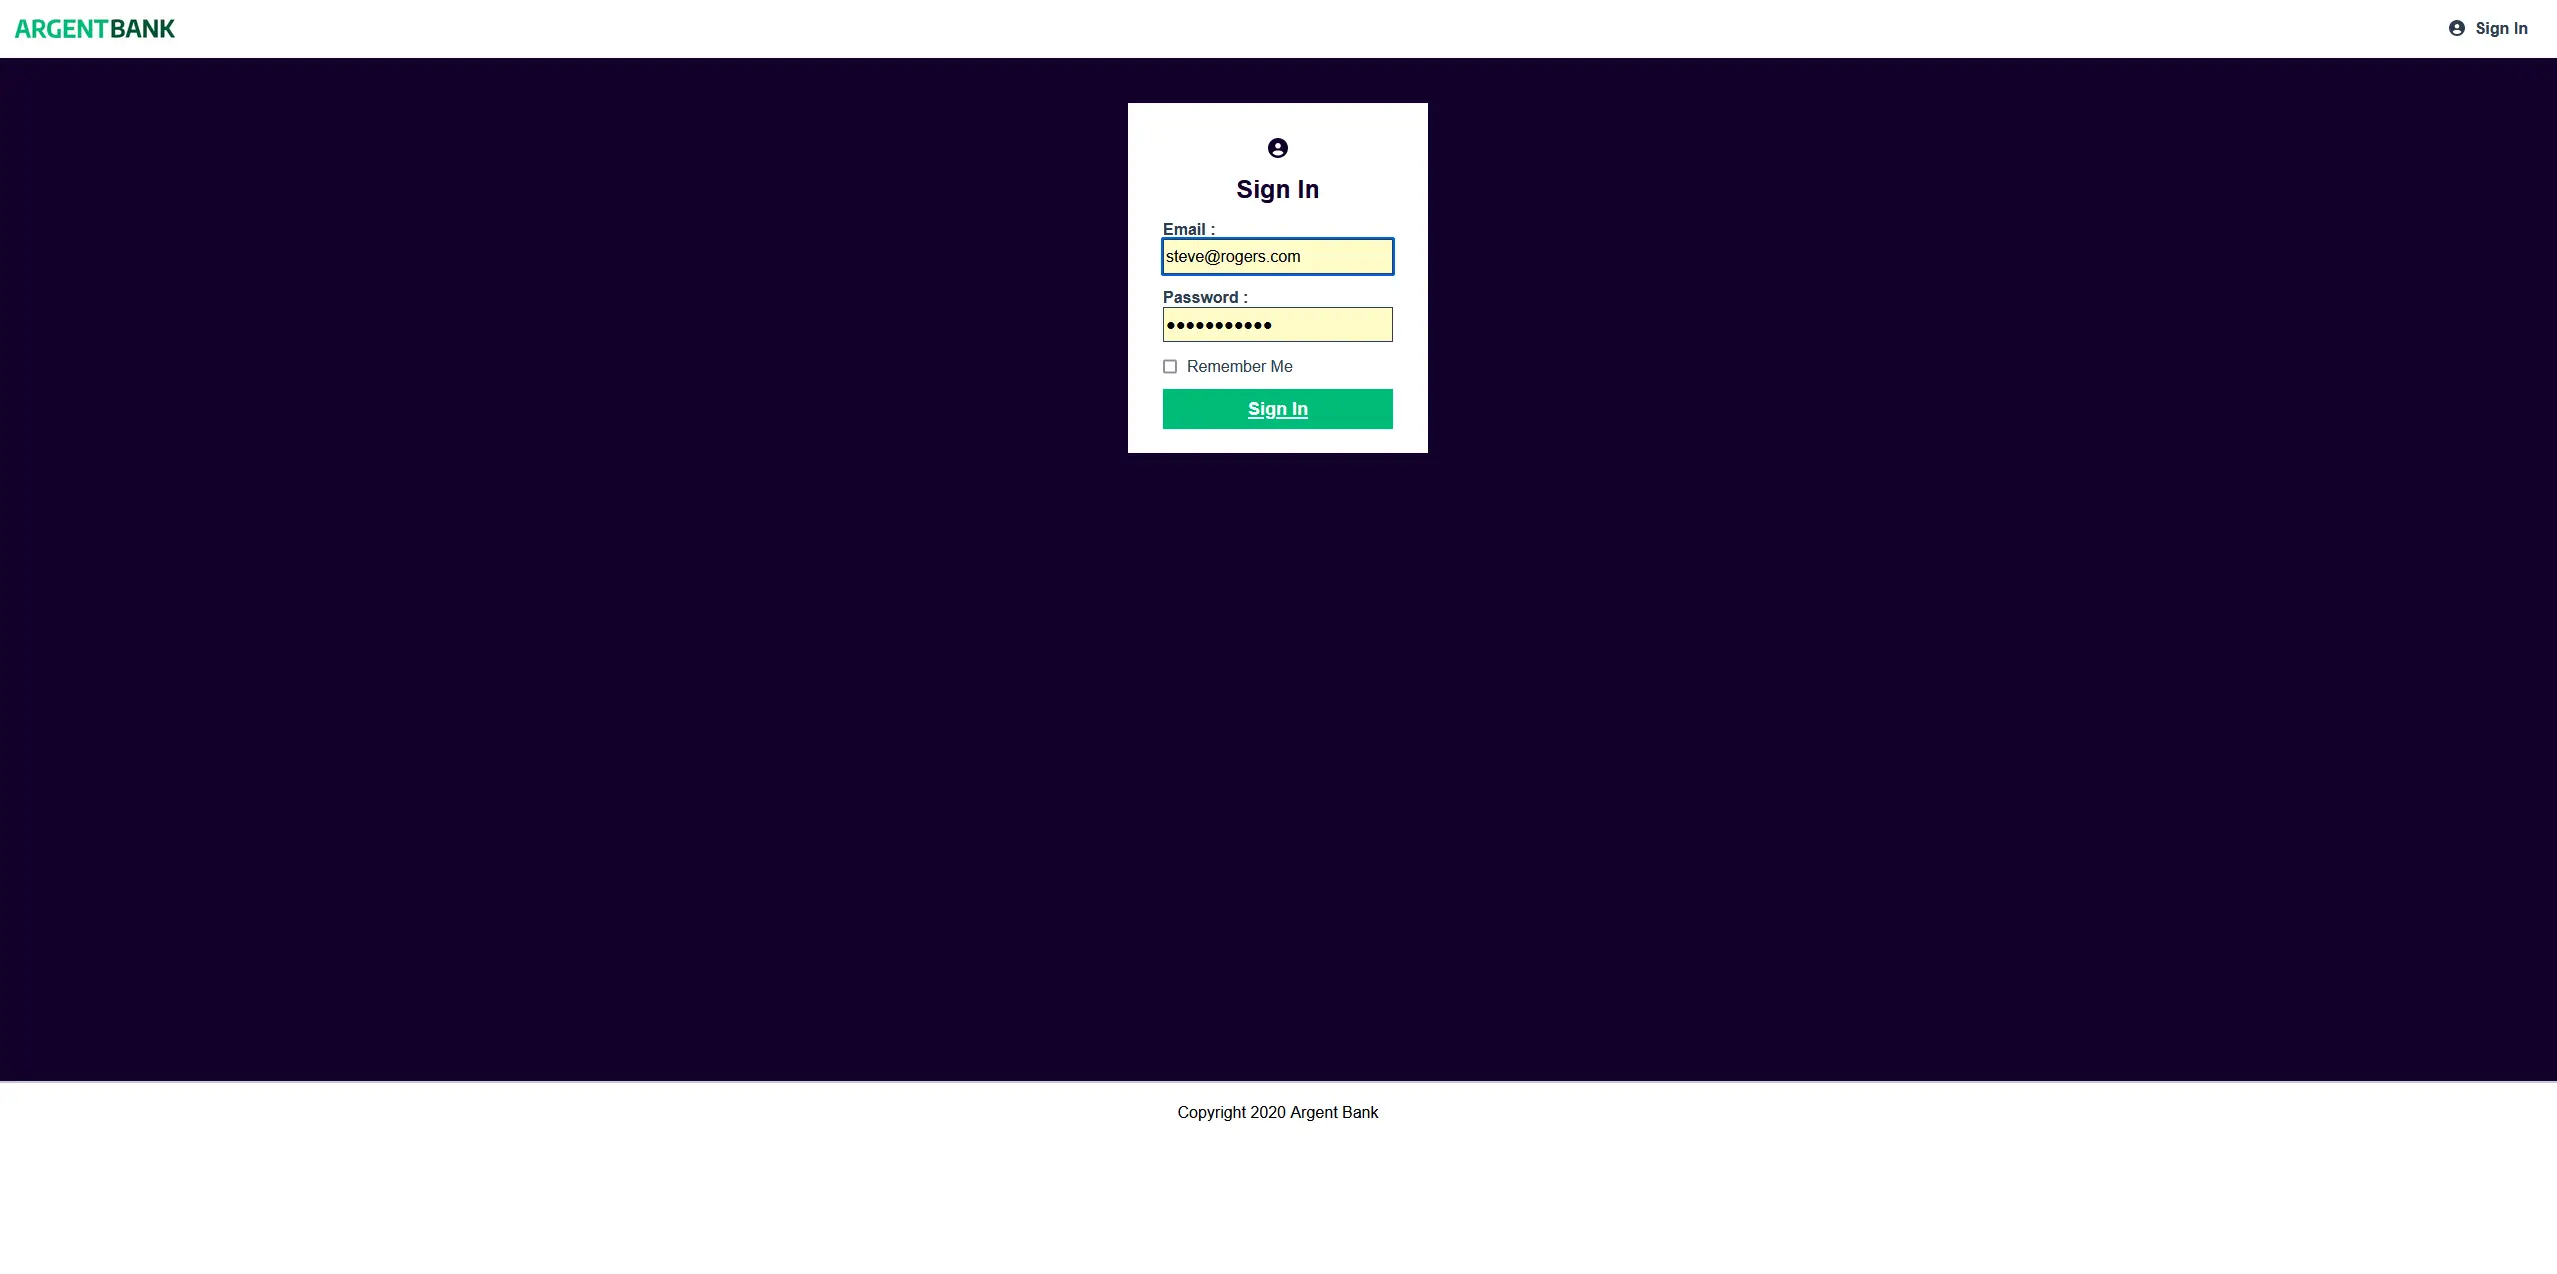 ARGENTBANK
Sign In
Sign In
Email :
steve@rogers.com
Password :
●●●●●●●●●●●
Remember Me
Sign In
Copyright 2020 Argent Bank